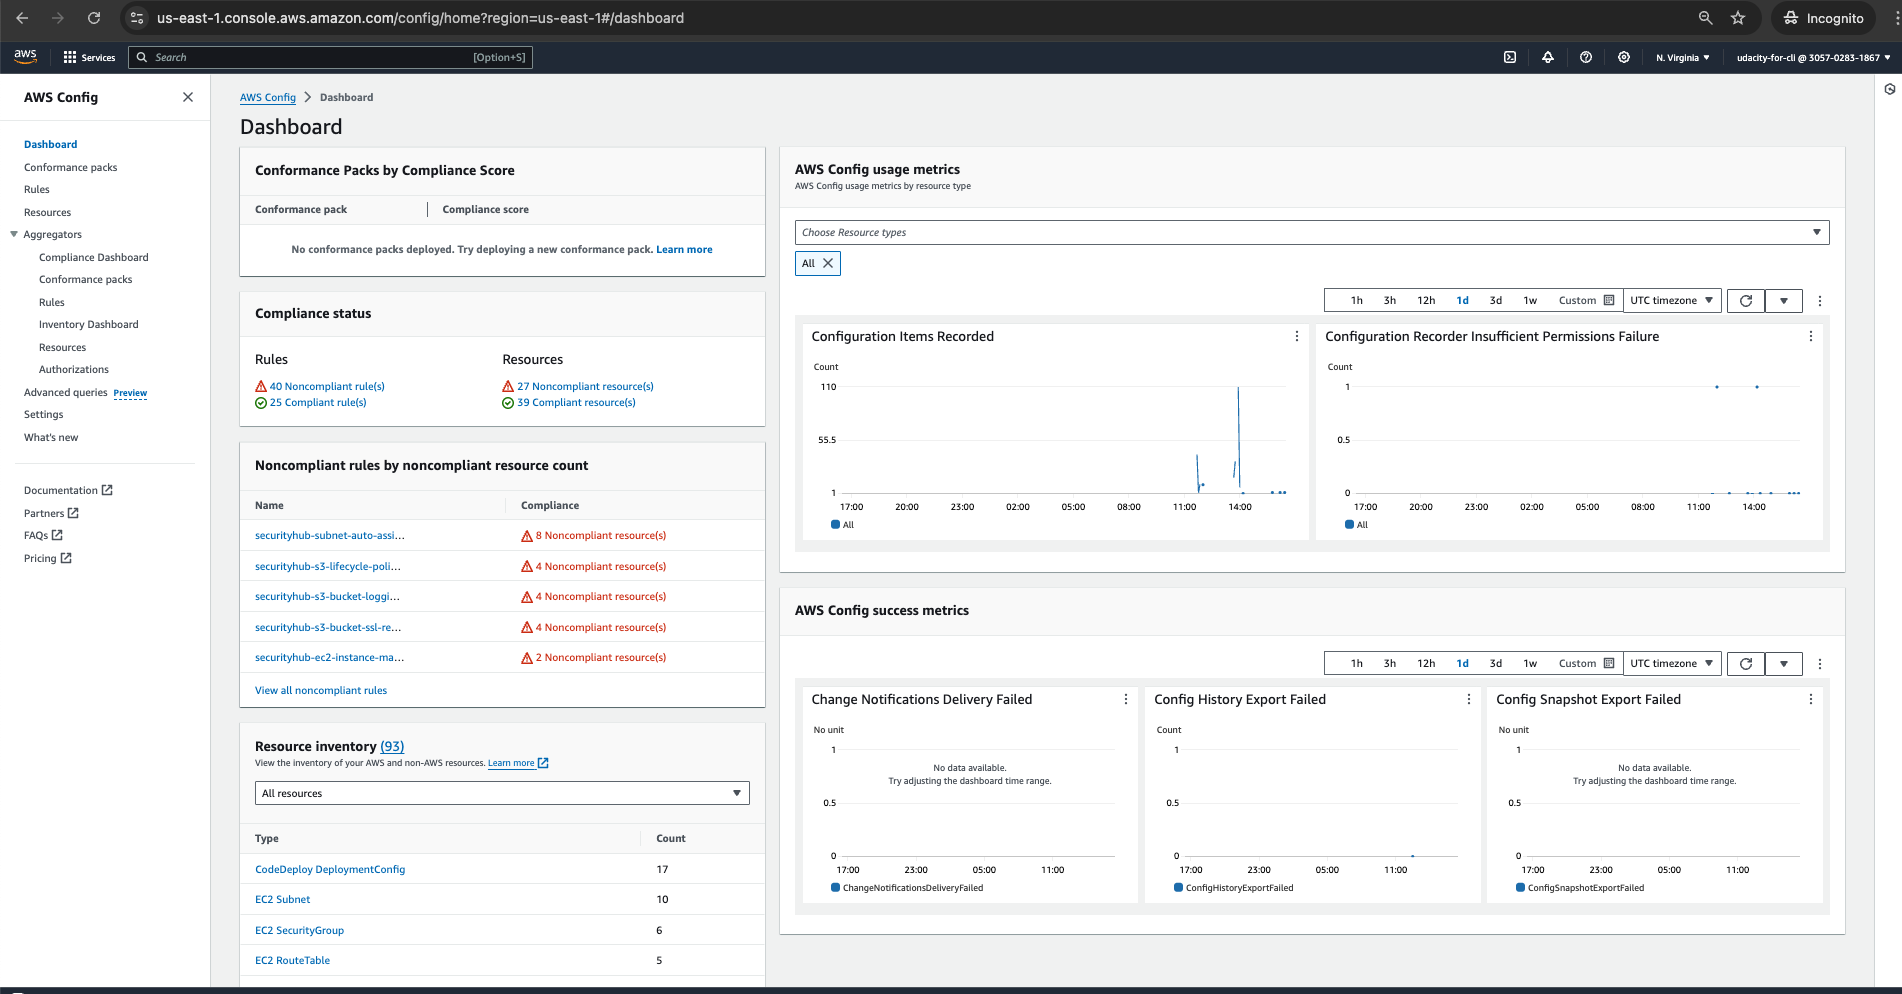 us-east-1.console.aws.amazon.com/config/home?region=us-east-1#/dashboard
Incognito
aws
Services
Search
[Option+S]
N. Virginia
udacity-for-cli @ 3057-0283-1867
AWS Config
Dashboard
Conformance packs
Rules
Resources
Aggregators
Compliance Dashboard
Conformance packs
Rules
Inventory Dashboard
Resources
Authorizations
Advanced queries Preview
Settings
What's new
Documentation
Partners
FAQs
Pricing
AWS Config > Dashboard
Dashboard
Conformance Packs by Compliance Score
Conformance pack Compliance score
No conformance packs deployed. Try deploying a new conformance pack. Learn more
Compliance status
Rules Resources
40 Noncompliant rule(s) 27 Noncompliant resource(s)
25 Compliant rule(s) 39 Compliant resource(s)
Noncompliant rules by noncompliant resource count
Name Compliance
securityhub-subnet-auto-assi... 8 Noncompliant resource(s)
securityhub-s3-lifecycle-poli... 4 Noncompliant resource(s)
securityhub-s3-bucket-loggi... 4 Noncompliant resource(s)
securityhub-s3-bucket-ssl-re... 4 Noncompliant resource(s)
securityhub-ec2-instance-ma... 2 Noncompliant resource(s)
View all noncompliant rules
Resource inventory (93)
View the inventory of your AWS and non-AWS resources. Learn more
All resources
Type Count
CodeDeploy DeploymentConfig 17
EC2 Subnet 10
EC2 SecurityGroup 6
EC2 RouteTable 5
AWS Config usage metrics
AWS Config usage metrics by resource type
Choose Resource types
All
1h 3h 12h 1d 3d 1w Custom UTC timezone
Configuration Items Recorded
Count
110
55.5
1
17:00 20:00 23:00 02:00 05:00 08:00 11:00 14:00
All
Configuration Recorder Insufficient Permissions Failure
Count
1
0.5
0
17:00 20:00 23:00 02:00 05:00 08:00 11:00 14:00
All
AWS Config success metrics
1h 3h 12h 1d 3d 1w Custom UTC timezone
Change Notifications Delivery Failed
No unit
1
No data available.
Try adjusting the dashboard time range.
0.5
0
17:00 23:00 05:00 11:00
ChangeNotificationsDeliveryFailed
Config History Export Failed
Count
1
0.5
0
17:00 23:00 05:00 11:00
ConfigHistoryExportFailed
Config Snapshot Export Failed
No unit
1
No data available.
Try adjusting the dashboard time range.
0.5
0
17:00 23:00 05:00 11:00
ConfigSnapshotExportFailed